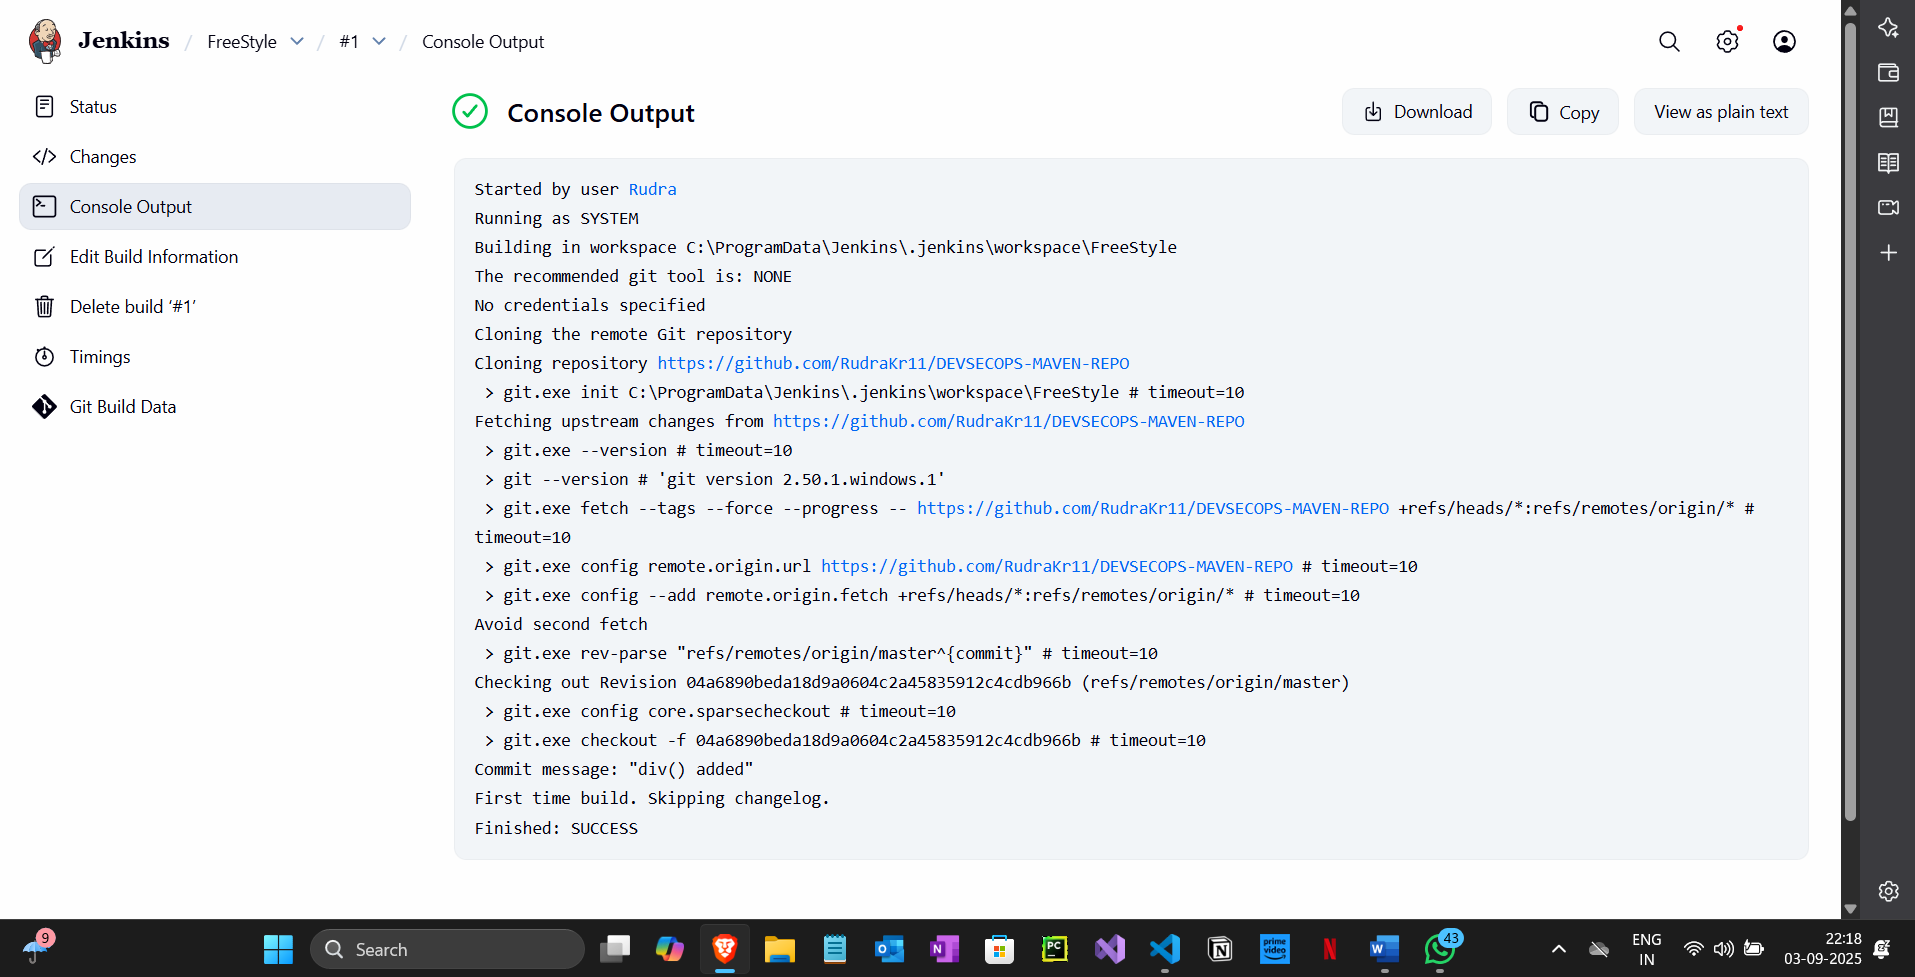 Jenkins / FreeStyle / #1 / Console Output
Status
Changes
Console Output
Edit Build Information
Delete build ‘#1’
Timings
Git Build Data
Console Output
Download
Copy
View as plain text
Started by user Rudra
Running as SYSTEM
Building in workspace C:\ProgramData\Jenkins\.jenkins\workspace\FreeStyle
The recommended git tool is: NONE
No credentials specified
Cloning the remote Git repository
Cloning repository https://github.com/RudraKr11/DEVSECOPS-MAVEN-REPO
> git.exe init C:\ProgramData\Jenkins\.jenkins\workspace\FreeStyle # timeout=10
Fetching upstream changes from https://github.com/RudraKr11/DEVSECOPS-MAVEN-REPO
> git.exe --version # timeout=10
> git --version # 'git version 2.50.1.windows.1'
> git.exe fetch --tags --force --progress -- https://github.com/RudraKr11/DEVSECOPS-MAVEN-REPO +refs/heads/*:refs/remotes/origin/* #
timeout=10
> git.exe config remote.origin.url https://github.com/RudraKr11/DEVSECOPS-MAVEN-REPO # timeout=10
> git.exe config --add remote.origin.fetch +refs/heads/*:refs/remotes/origin/* # timeout=10
Avoid second fetch
> git.exe rev-parse "refs/remotes/origin/master^{commit}" # timeout=10
Checking out Revision 04a6890beda18d9a0604c2a45835912c4cdb966b (refs/remotes/origin/master)
> git.exe config core.sparsecheckout # timeout=10
> git.exe checkout -f 04a6890beda18d9a0604c2a45835912c4cdb966b # timeout=10
Commit message: "div() added"
First time build. Skipping changelog.
Finished: SUCCESS
9
Search
PC
prime video
43
ENG
IN
22:18
03-09-2025